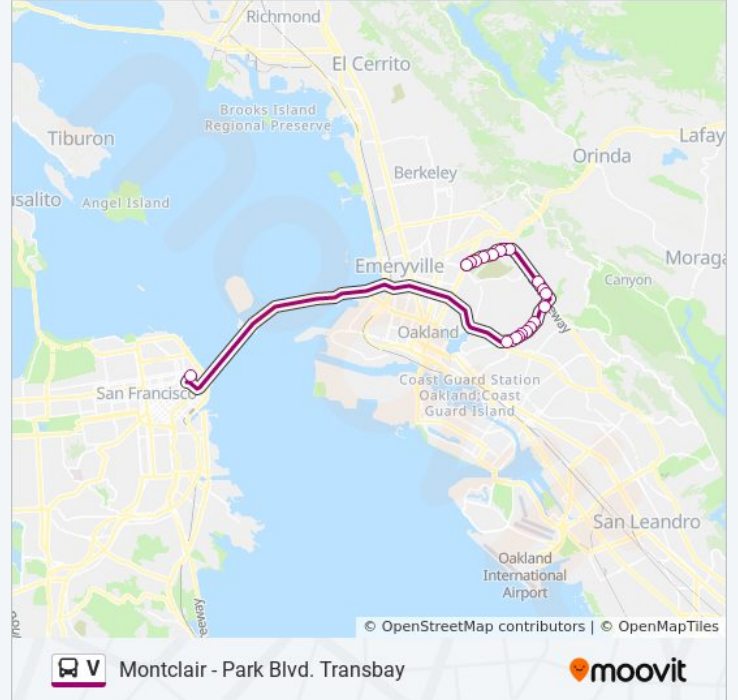 Richmond
El Cerrito
Brooks Island
Regional Preserve
Tiburon
Lafay
Orinda
Berkeley
usalito
Angel Island
Moraga
Emeryville
Canyon
eway
Oakland
San Francisco
Coast Guard Station
Oakland;Coast
Guard Island
San Leandro
Oakland
International
Airport
eeway
© OpenStreetMap contributors | © OpenMapTiles
V Montclair - Park Blvd. Transbay
moovit